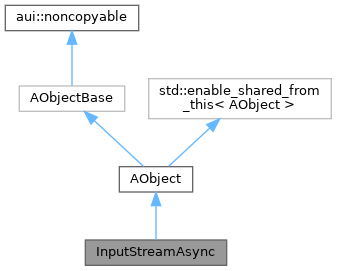 aui::noncopyable
AObjectBase
std::enable_shared_from
_this< AObject >
AObject
InputStreamAsync